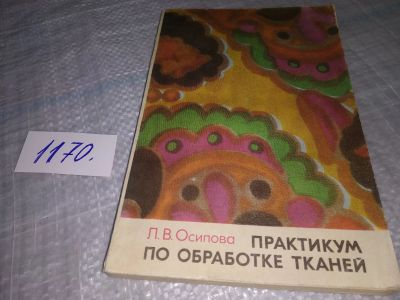 1170.
Л. В. Осипова ПРАКТИКУМ
ПО ОБРАБОТКЕ ТКАНЕЙ